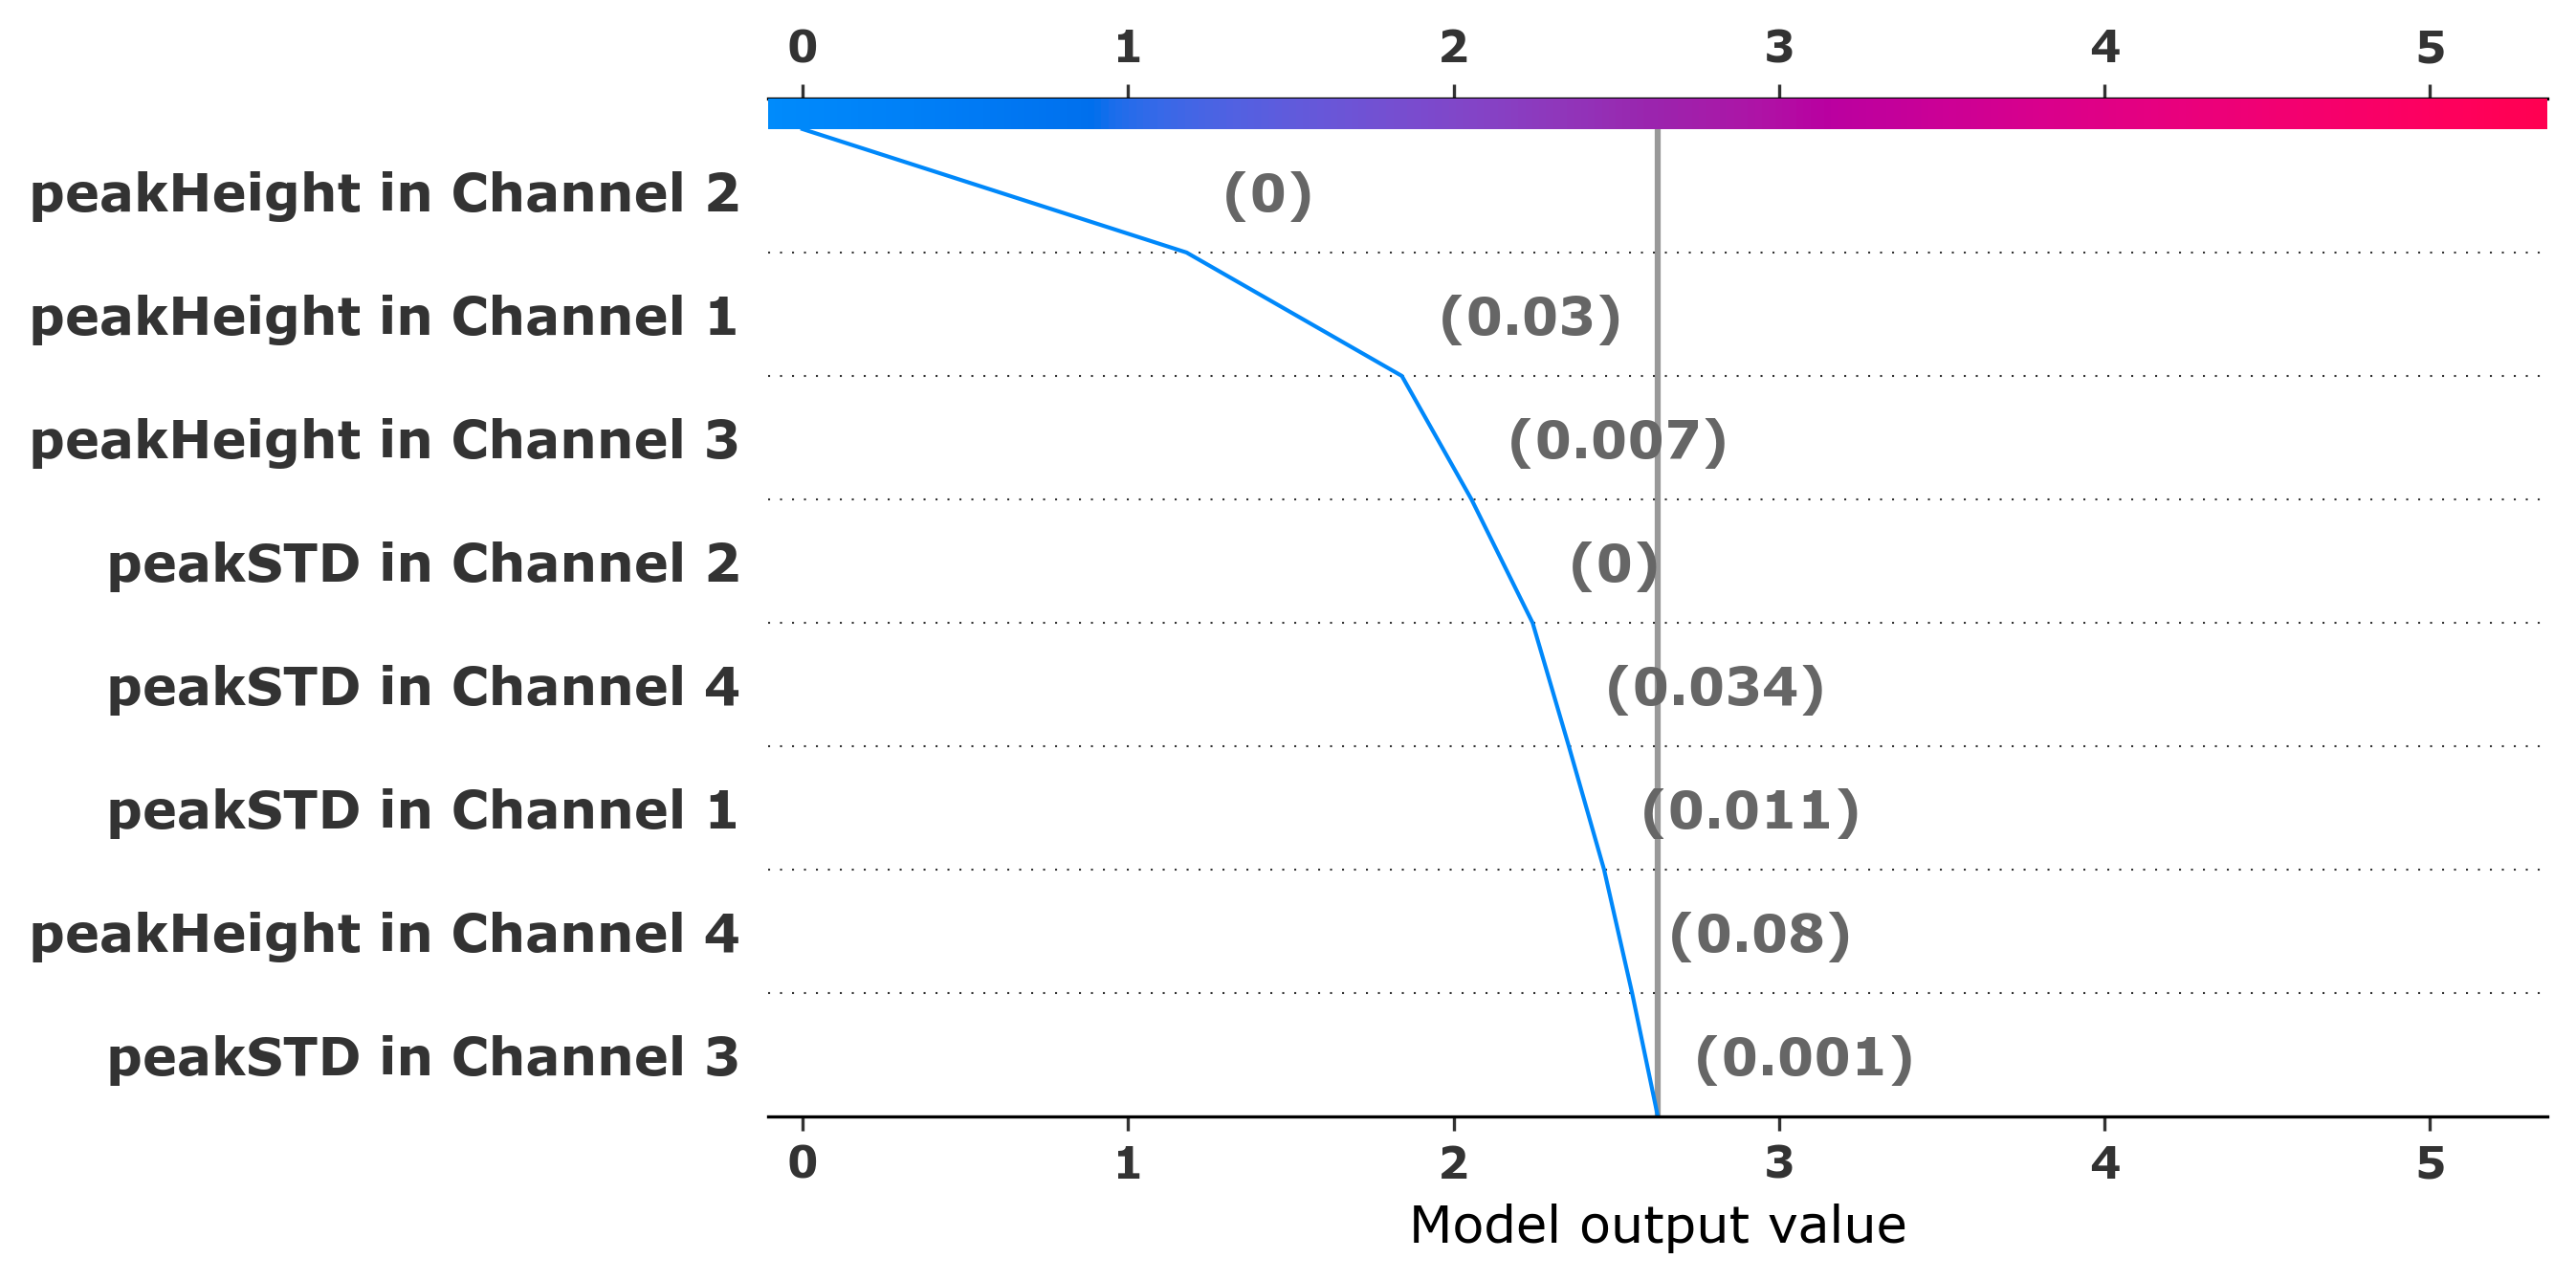 0 1 2 3 4 5
peakHeight in Channel 2 (0)
peakHeight in Channel 1 (0.03)
peakHeight in Channel 3 (0.007)
peakSTD in Channel 2 (0)
peakSTD in Channel 4 (0.034)
peakSTD in Channel 1 (0.011)
peakHeight in Channel 4 (0.08)
peakSTD in Channel 3 (0.001)
0 1 2 3 4 5
Model output value